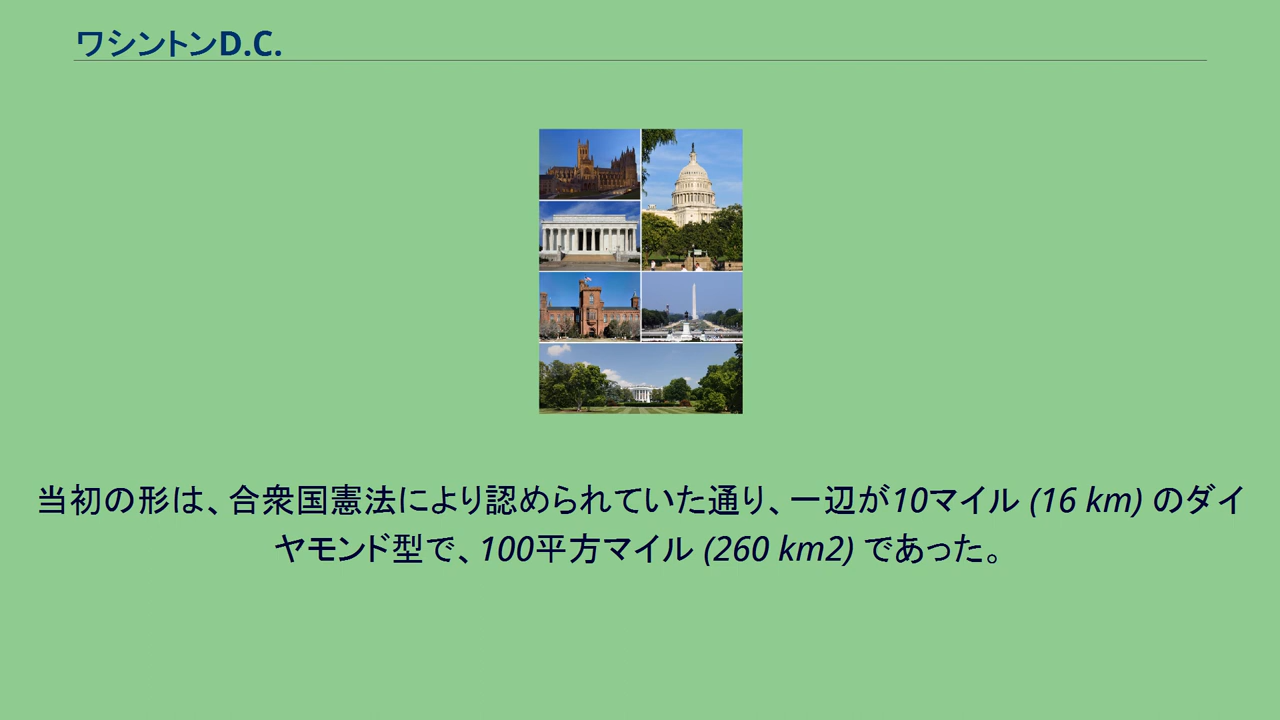 ワシントンD.C.
当初の形は、合衆国憲法により認められていた通り、一辺が10マイル (16 km) のダイ
ヤモンド型で、100平方マイル (260 km2) であった。